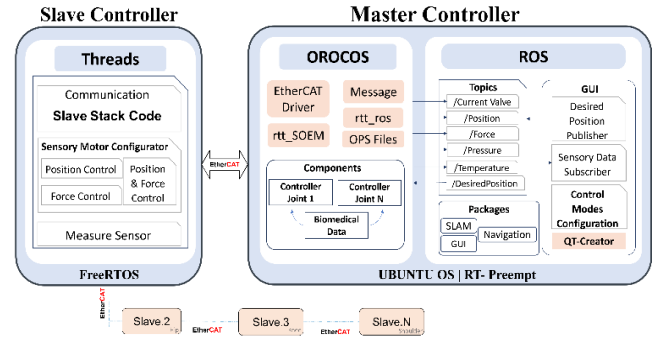 Slave Controller
Master Controller
Threads
Communication
Slave Stack Code
Sensory Motor Configurator
Position Control
Force Control
Position
& Force
Control
Measure Sensor
FreeRTOS
EtherCAT
OROCOS
EtherCAT
Driver
Message
rtt_ros
rtt_SOEM
OPS Files
Components
Controller
Joint 1
Controller
Joint N
Biomedical
Data
ROS
Topics
/Current Valve
/Position
/Force
/Pressure
/Temperature
/DesiredPosition
Packages
SLAM
GUI
Navigation
GUI
Desired
Position
Publisher
Sensory Data
Subscriber
Control
Modes
Configuration
QT-Creator
UBUNTU OS | RT- Preempt
EtherCAT
Slave.2
Hip
EtherCAT
Slave.3
EtherCAT
Slave.N
Shoulder